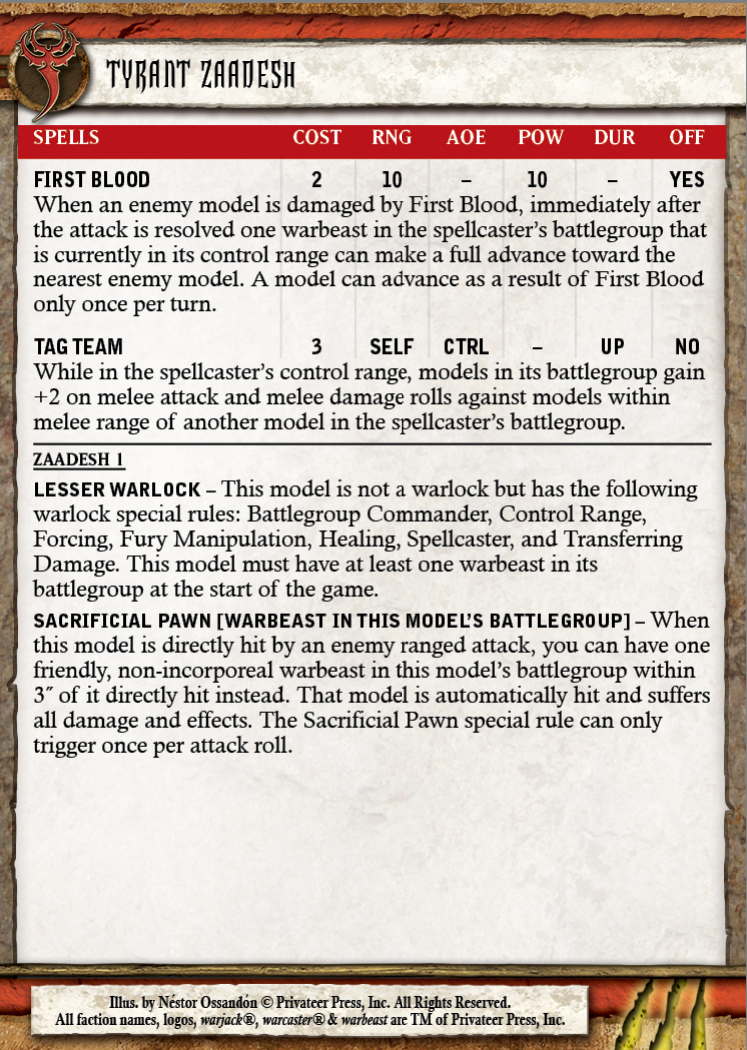 TYRANT ZAADESH
SPELLS COST RNG AOE POW DUR OFF
FIRST BLOOD 2 10 – 10 – YES
When an enemy model is damaged by First Blood, immediately after
the attack is resolved one warbeast in the spellcaster’s battlegroup that
is currently in its control range can make a full advance toward the
nearest enemy model. A model can advance as a result of First Blood
only once per turn.
TAG TEAM 3 SELF CTRL – UP NO
While in the spellcaster’s control range, models in its battlegroup gain
+2 on melee attack and melee damage rolls against models within
melee range of another model in the spellcaster’s battlegroup.
ZAADESH 1
LESSER WARLOCK – This model is not a warlock but has the following
warlock special rules: Battlegroup Commander, Control Range,
Forcing, Fury Manipulation, Healing, Spellcaster, and Transferring
Damage. This model must have at least one warbeast in its
battlegroup at the start of the game.
SACRIFICIAL PAWN [WARBEAST IN THIS MODEL’S BATTLEGROUP] – When
this model is directly hit by an enemy ranged attack, you can have one
friendly, non-incorporeal warbeast in this model’s battlegroup within
3˝ of it directly hit instead. That model is automatically hit and suffers
all damage and effects. The Sacrificial Pawn special rule can only
trigger once per attack roll.
Illus. by Néstor Ossandón © Privateer Press, Inc. All Rights Reserved.
All faction names, logos, warjack®, warcaster® & warbeast are TM of Privateer Press, Inc.